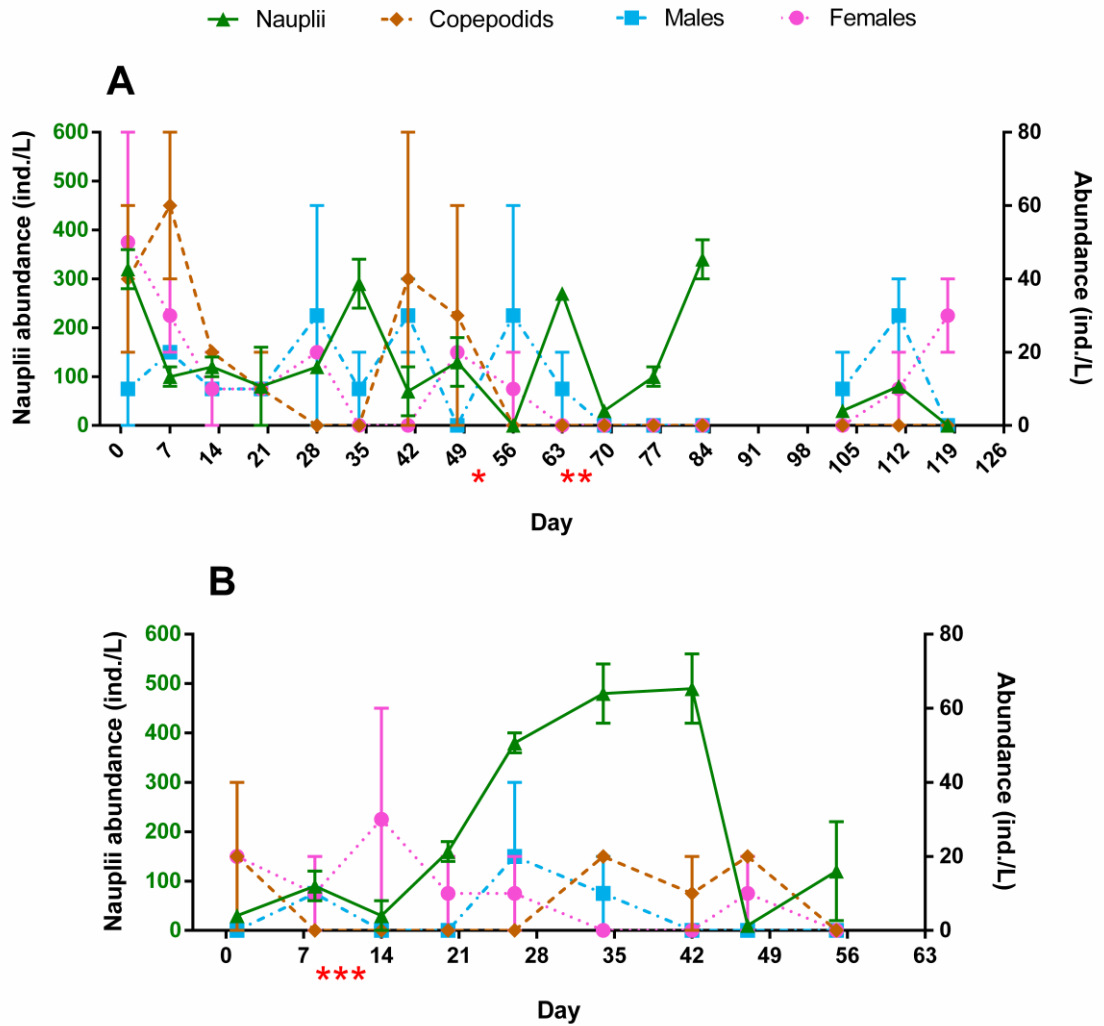 Nauplii Copepodids Males Females
A
Nauplii abundance (ind./L)
600
500
400
300
200
100
0
80
60
40
20
0
Abundance (ind./L)
0 7 14 21 28 35 42 49 56 63 70 77 84 91 98 105 112 119 126
* **
Day
B
Nauplii abundance (ind./L)
600
500
400
300
200
100
0
80
60
40
20
0
Abundance (ind./L)
0 7 14 21 28 35 42 49 56 63
***
Day